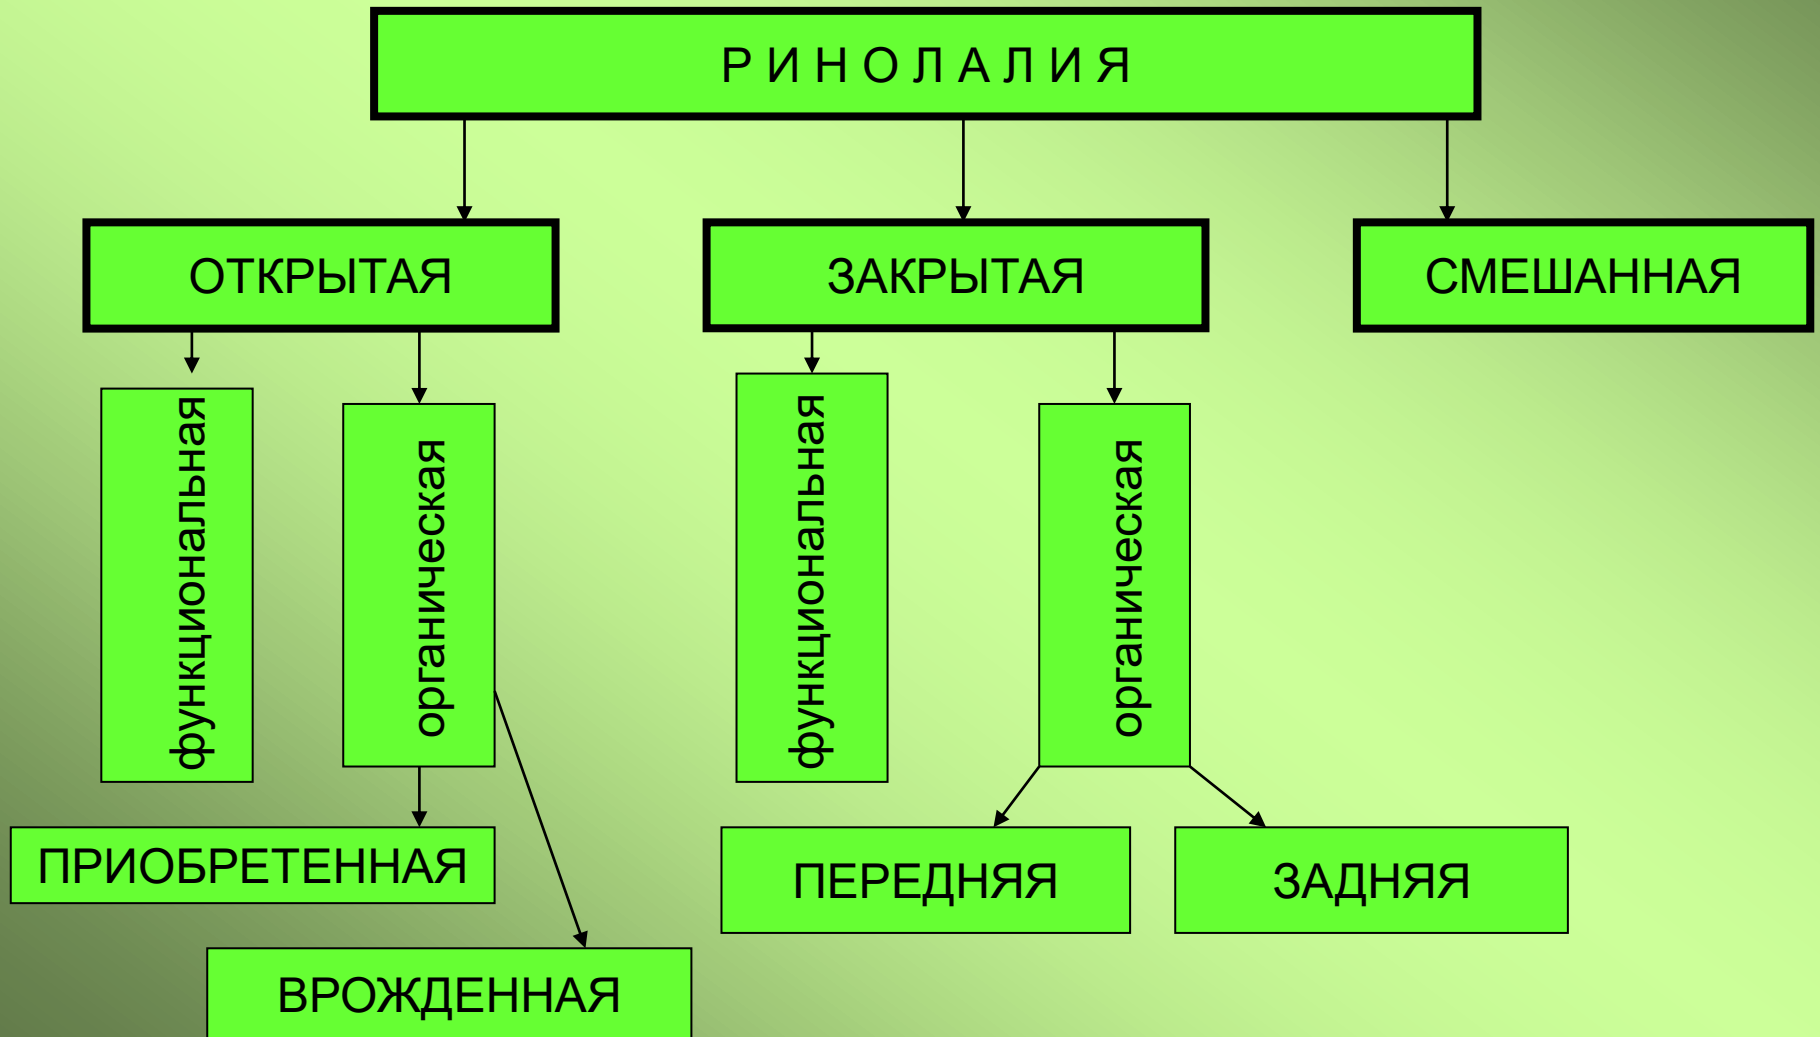 Р И Н О Л А Л И Я
ОТКРЫТАЯ
ЗАКРЫТАЯ
СМЕШАННАЯ
функциональная
органическая
функциональная
органическая
ПРИОБРЕТЕННАЯ
ПЕРЕДНЯЯ
ЗАДНЯЯ
ВРОЖДЕННАЯ